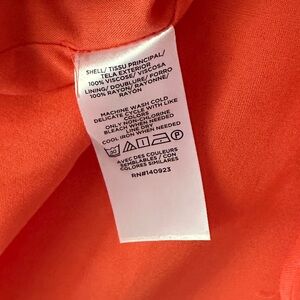 SHELL/ TISSU PRINCIPAL/
TELA EXTERIOR
100% VISCOSE/ VISCOSA
LINING/ DOUBLURE/ FORRO
100% RAYON/ RAYONNE/
RAYON
MACHINE WASH COLD
DELICATE CYCLE WITH LIKE
COLORS
ONLY NON-CHLORINE
BLEACH WHEN NEEDED
LINE DRY
COOL IRON WHEN NEEDED
30 P
AVEC DES COULEURS
SEMBLABLES / CON
COLORES SIMILARES
RN#140923